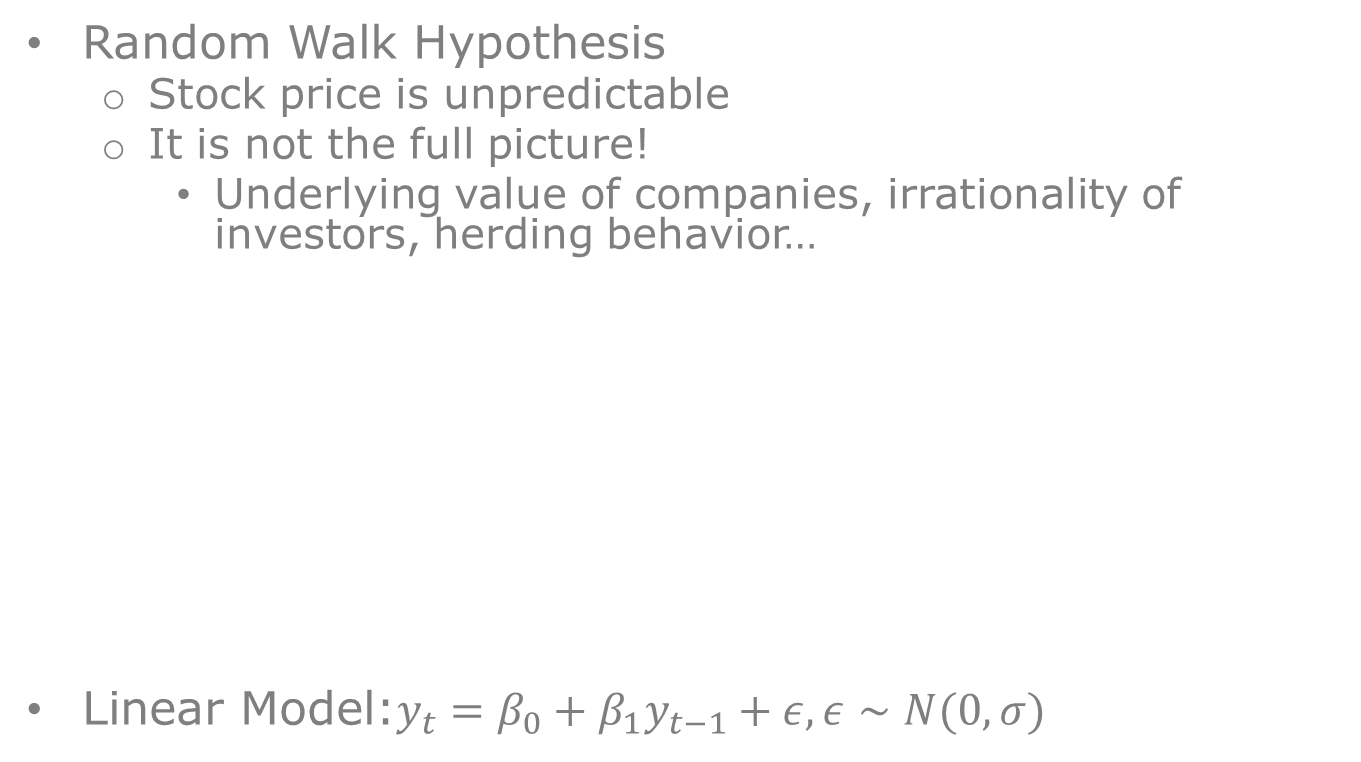 • Random Walk Hypothesis
o Stock price is unpredictable
o It is not the full picture!
• Underlying value of companies, irrationality of
investors, herding behavior…
• Linear Model:𝑦ₜ = 𝛽₀ + 𝛽₁𝑦ₜ₋₁ + 𝜖, 𝜖 ~ 𝑁(0, 𝜎)